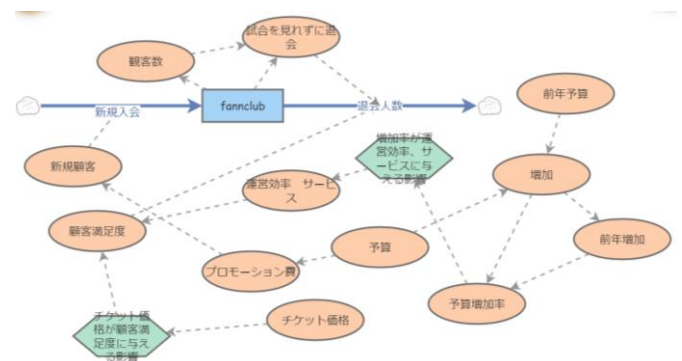 試合を見れずに退
会
観客数
fannclub
新規入会
退会人数
前年予算
増加率が運
営効率、サ
ービスに与
える影響
新規顧客
運営効率　サービ
ス
増加
顧客満足度
予算
前年増加
プロモーション費
予算増加率
チケット価
格が顧客満
足度に与え
る影響
チケット価格